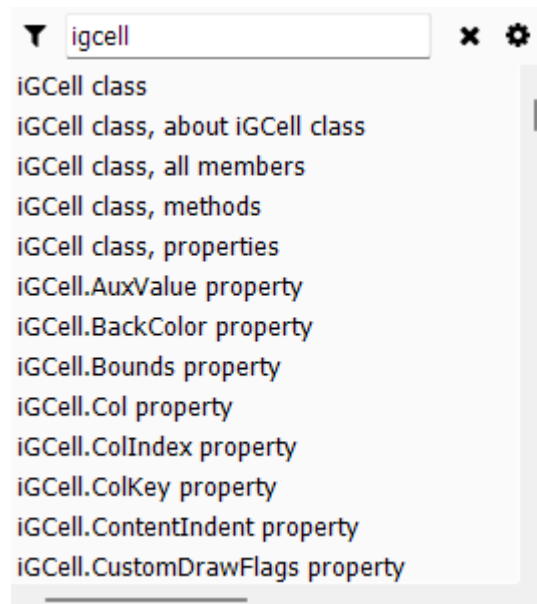 igcell
iGCell class
iGCell class, about iGCell class
iGCell class, all members
iGCell class, methods
iGCell class, properties
iGCell.AuxValue property
iGCell.BackColor property
iGCell.Bounds property
iGCell.Col property
iGCell.ColIndex property
iGCell.ColKey property
iGCell.ContentIndent property
iGCell.CustomDrawFlags property